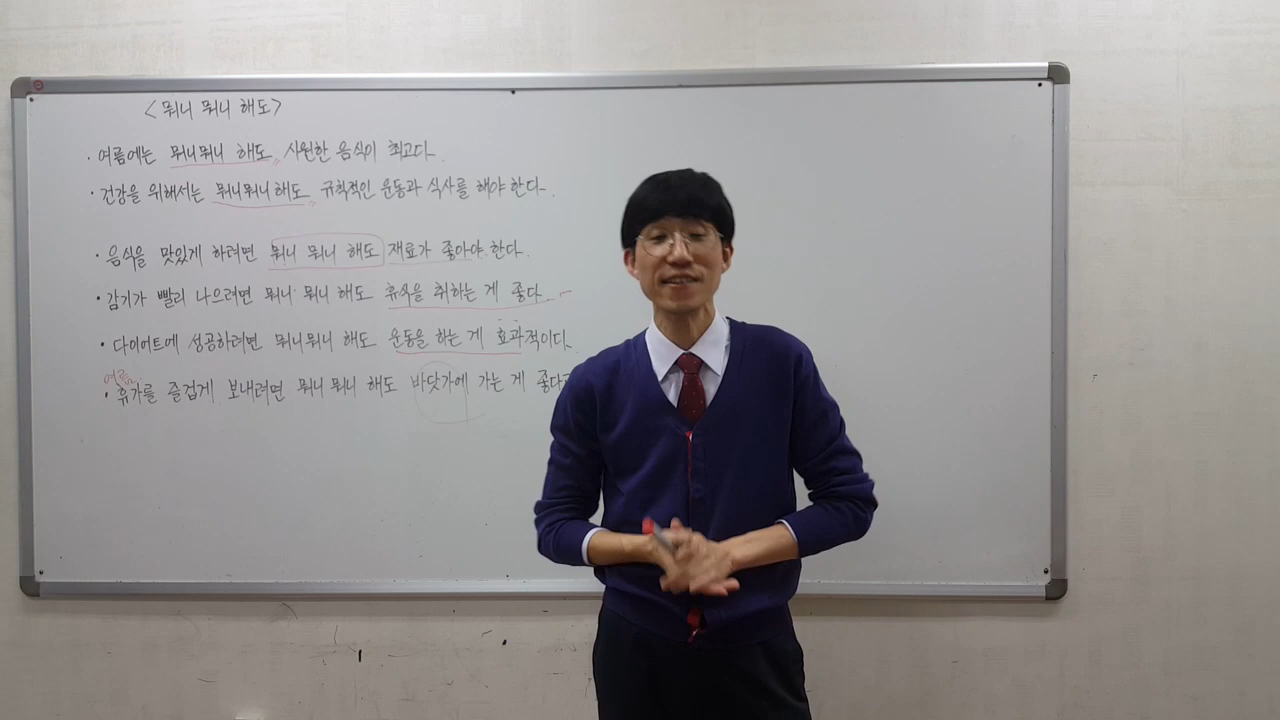 <뭐니 뭐니 해도>
· 여름에는 뭐니뭐니 해도 시원한 음식이 최고다.
· 건강을 위해서는 뭐니뭐니해도 규칙적인 운동과 식사를 해야 한다.
· 음식을 맛있게 하려면 뭐니 뭐니 해도 재료가 좋아야 한다.
· 감기가 빨리 나으려면 뭐니 뭐니 해도 휴식을 취하는 게 좋다.
· 다이어트에 성공하려면 뭐니뭐니 해도 운동을 하는 게 효과적이다.
여름
· 휴가를 즐겁게 보내려면 뭐니 뭐니 해도 바닷가에 가는 게 좋다